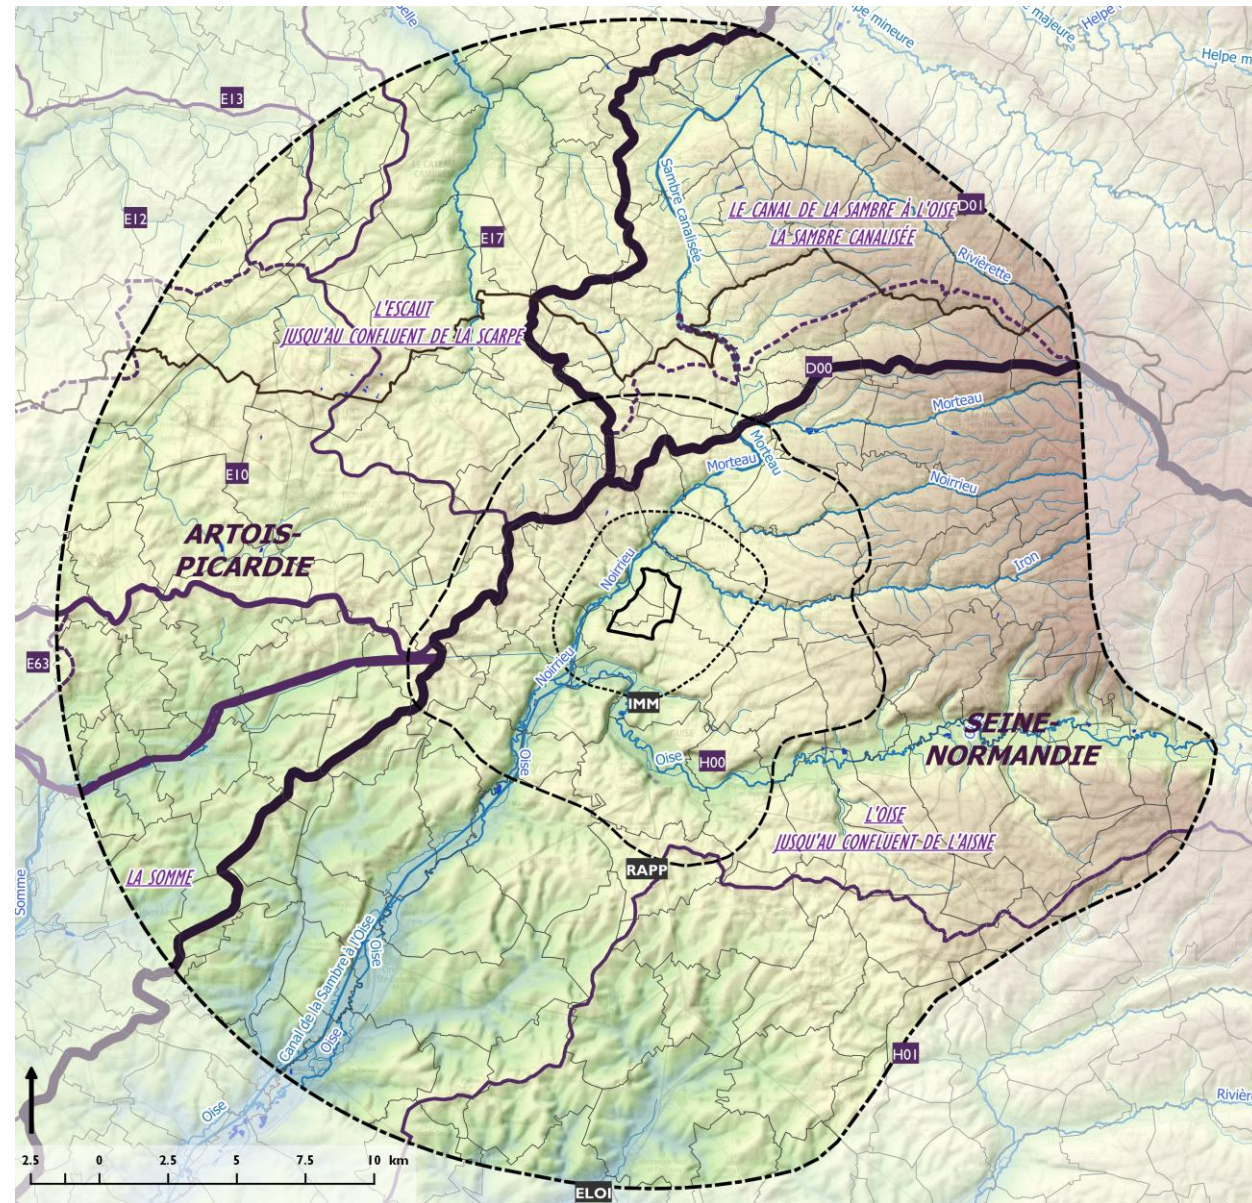 elle
Helpe mineure
Helpe majeure
Helpe m
E13
E12
E17
Sambre canalisée
LE CANAL DE LA SAMBRE À L'OISE
LA SAMBRE CANALISÉE
D01
Rivièrette
L'ESCAUT
JUSQU'AU CONFLUENT DE LA SCARPE
D00
Morteau
Morteau
Morteau
Noirrieu
E10
ARTOIS-
PICARDIE
Iron
Noirrieu
E63
Noirrieu
IMM
SEINE-
NORMANDIE
Oise
Oise
H00
L'OISE
JUSQU'AU CONFLUENT DE L'AISNE
LA SOMME
RAPP
Somme
Canal de la Sambre à l'Oise
Oise
Oise
H01
Oise
Rivièr
2.5 0 2.5 5 7.5 10 km
ELOI